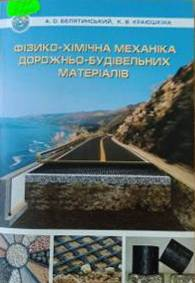 А. О. БЕЛЯТИНСЬКИЙ, К. В. КРАЮШКІНА
ФІЗИКО-ХІМІЧНА МЕХАНІКА
ДОРОЖНЬО-БУДІВЕЛЬНИХ
МАТЕРІАЛІВ